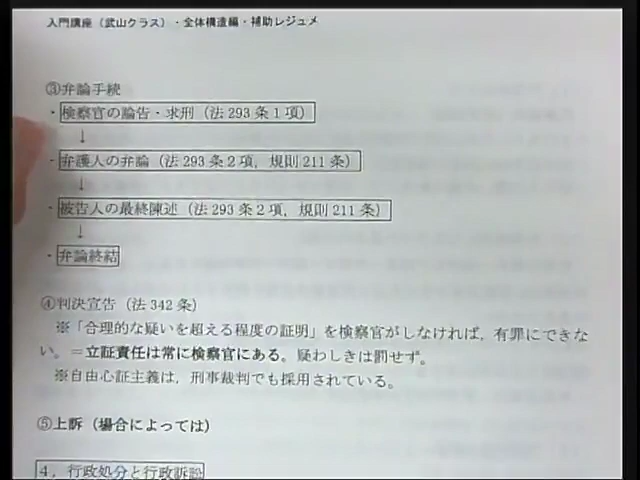 入門講座（武山クラス）・全体構造編・補助レジュメ
③弁論手続
・検察官の論告・求刑（法293条1項）
↓
・弁護人の弁論（法293条2項，規則211条）
↓
・被告人の最終陳述（法293条2項，規則211条）
↓
・弁論終結
④判決宣告（法342条）
※「合理的な疑いを超える程度の証明」を検察官がしなければ，有罪にできな
い。＝立証責任は常に検察官にある。疑わしきは罰せず。
※自由心証主義は，刑事裁判でも採用されている。
⑤上訴（場合によっては）
4．行政処分と行政訴訟